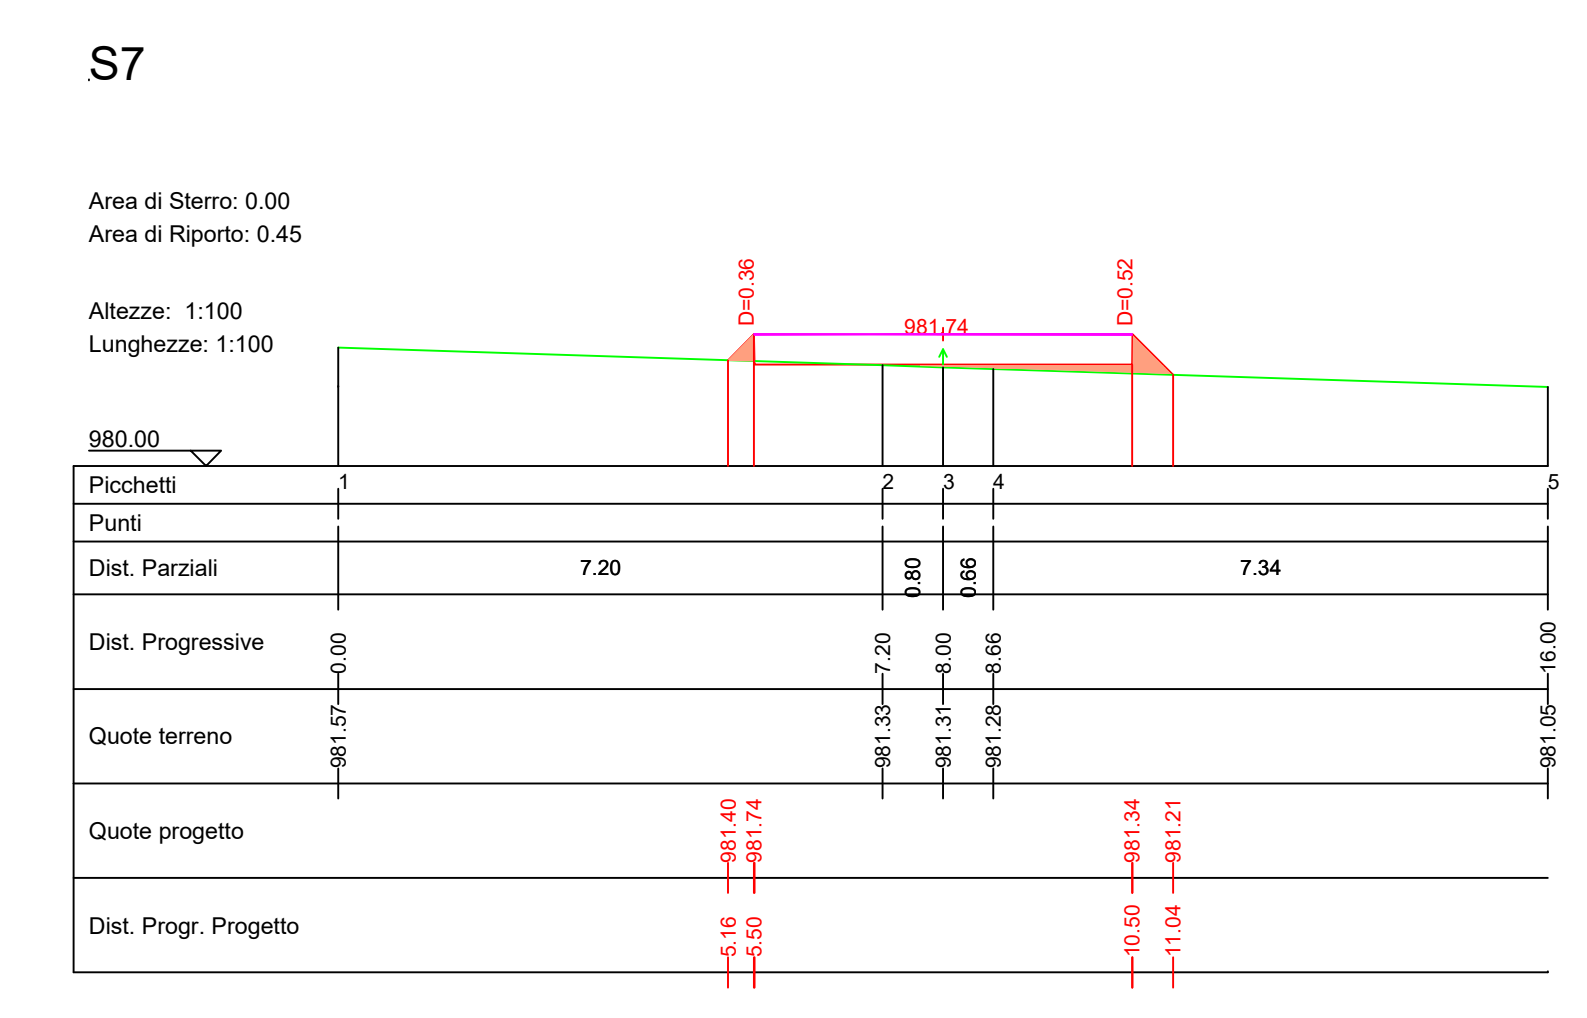 S7
Area di Sterro: 0.00
Area di Riporto: 0.45
Altezze: 1:100
Lunghezze: 1:100
D=0.36
D=0.52
981.74
980.00
Picchetti
1
2
3
4
5
Punti
Dist. Parziali
7.20
0.80
0.66
7.34
Dist. Progressive
0.00
7.20
8.00
8.66
16.00
Quote terreno
981.57
981.33
981.31
981.28
981.05
Quote progetto
981.40
981.74
981.34
981.21
Dist. Progr. Progetto
5.16
5.50
10.50
11.04